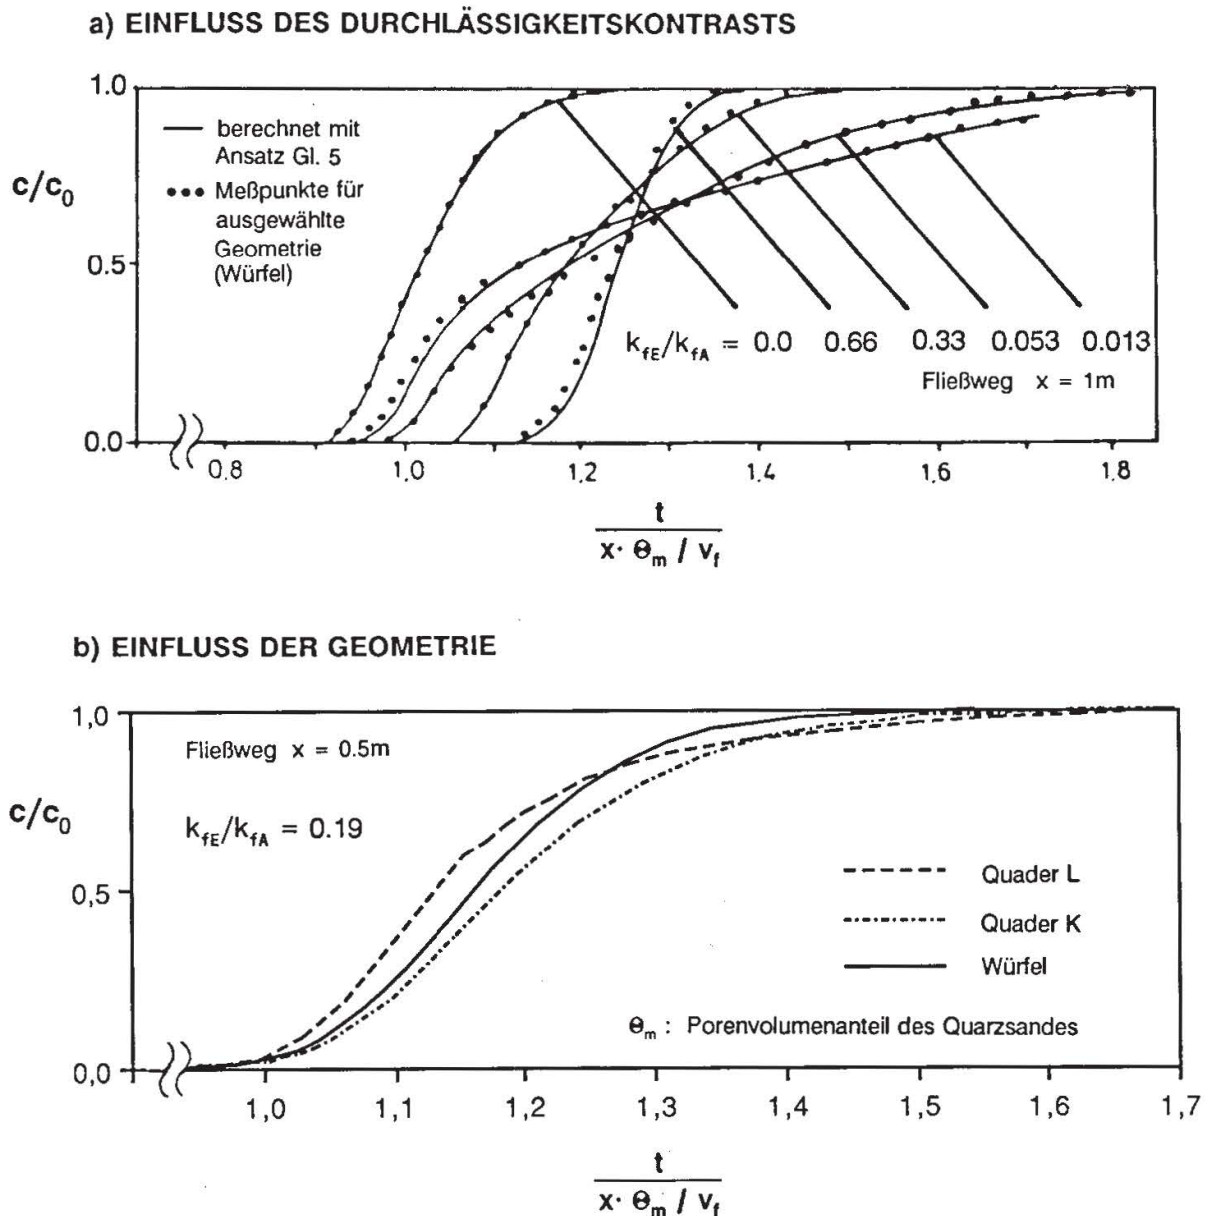 a) EINFLUSS DES DURCHLÄSSIGKEITSKONTRASTS
1.0
berechnet mit
Ansatz Gl. 5
c/c0
Meßpunkte für
ausgewählte
Geometrie
(Würfel)
0.5
kfE/kfA = 0.0 0.66 0.33 0.053 0.013
Fließweg x = 1m
0.0
0.8 1,0 1,2 1.4 1.6 1.8
t
x· Θm / vf
b) EINFLUSS DER GEOMETRIE
1,0
Fließweg x = 0.5m
c/c0
kfE/kfA = 0.19
0,5
Quader L
Quader K
Würfel
Θm : Porenvolumenanteil des Quarzsandes
0,0
1,0 1,1 1,2 1,3 1,4 1,5 1,6 1,7
t
x· Θm / vf